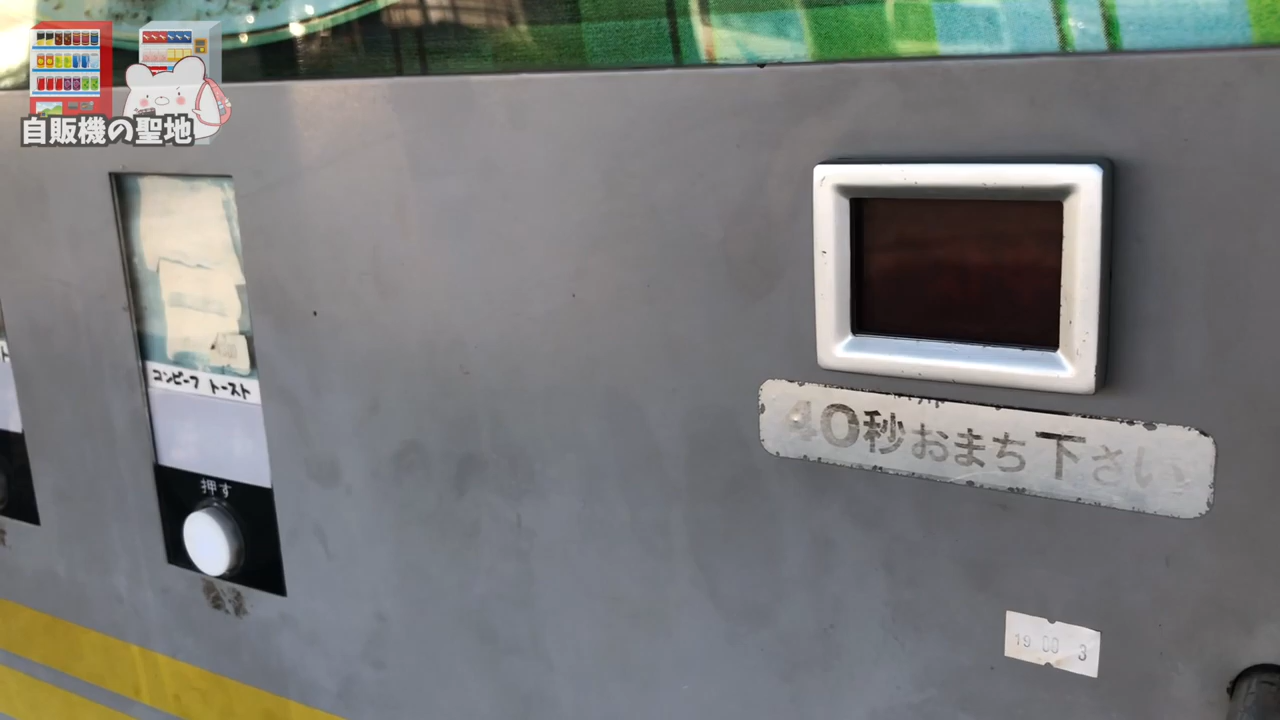 自販機の聖地
コンビーフ トースト
押す
40秒おまち下さい
19 00 3